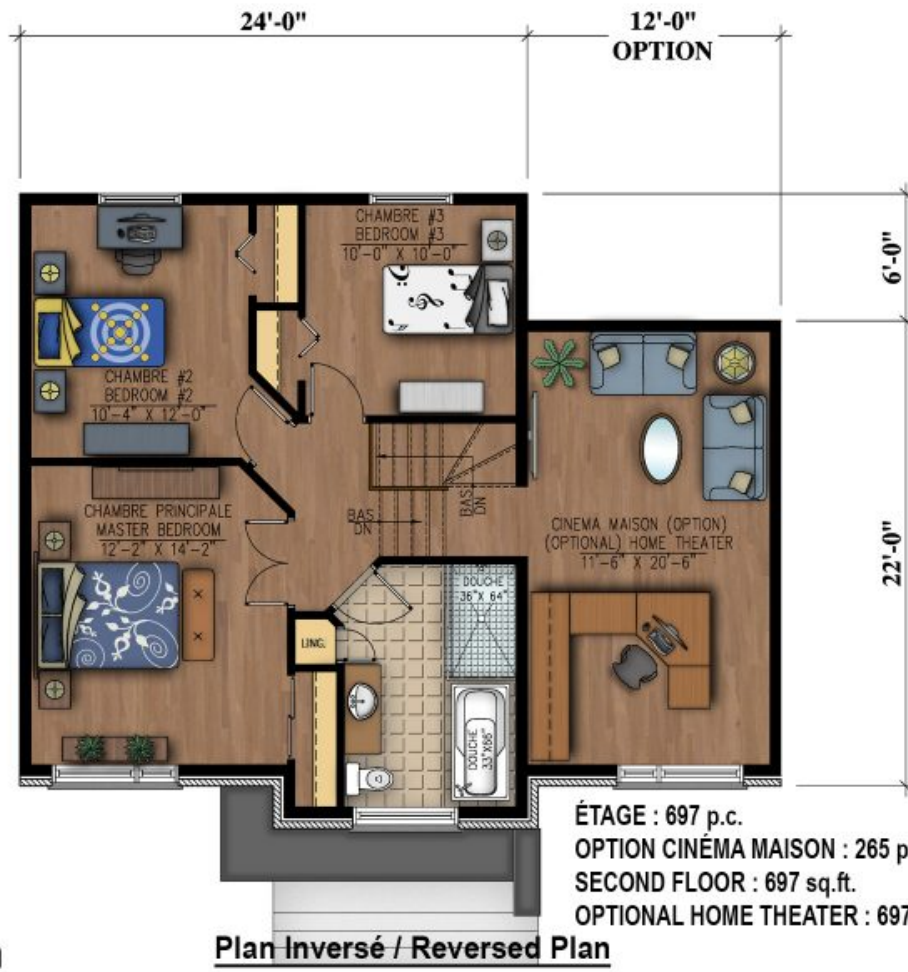 24'-0"
12'-0"
OPTION
6'-0"
22'-0"
CHAMBRE #3
BEDROOM #3
10'-0" X 10'-0"
CHAMBRE #2
BEDROOM #2
10'-4" X 12'-0"
CHAMBRE PRINCIPALE
MASTER BEDROOM
12'-2" X 14'-2"
BAS
DN
BAS
DN
CINEMA MAISON (OPTION)
(OPTIONAL) HOME THEATER
11'-6" X 20'-6"
DOUCHE
36"X 64"
LING.
DOUCHE
33"X66"
ÉTAGE : 697 p.c.
OPTION CINÉMA MAISON : 265 p
SECOND FLOOR : 697 sq.ft.
OPTIONAL HOME THEATER : 697
Plan Inversé / Reversed Plan